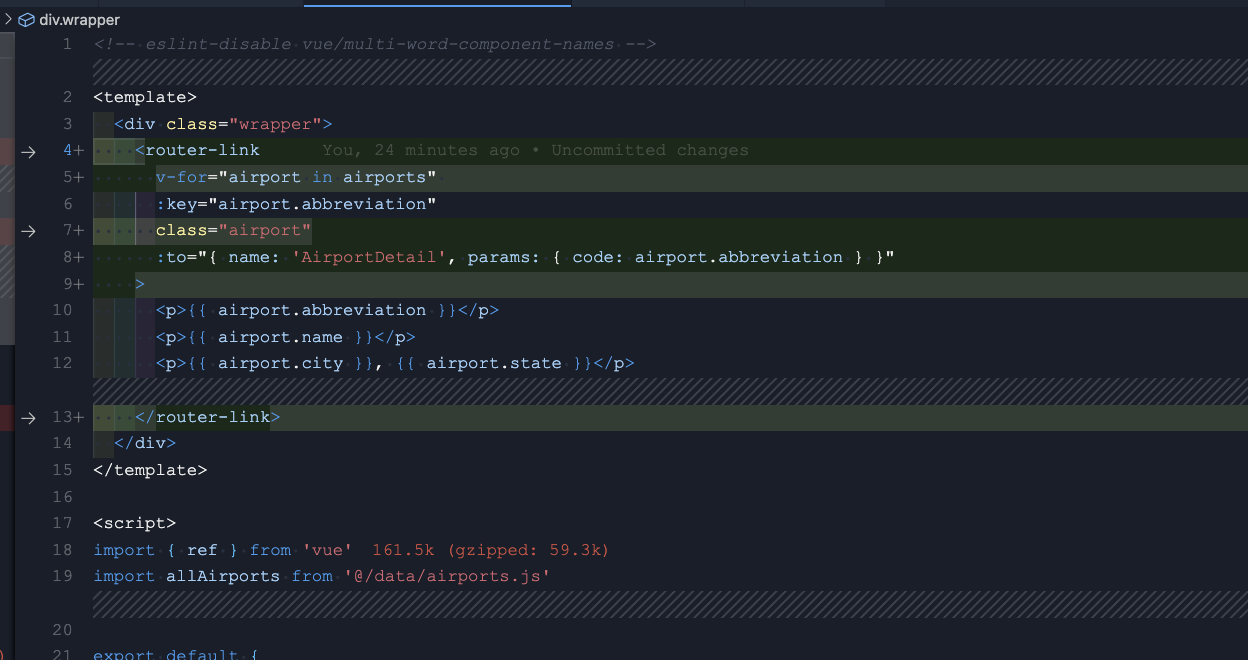 div.wrapper
1 <!-- eslint-disable vue/multi-word-component-names -->
2 <template>
3 <div class="wrapper">
4+ <router-link You, 24 minutes ago • Uncommitted changes
5+ v-for="airport in airports"
6 :key="airport.abbreviation"
7+ class="airport"
8+ :to="{ name: 'AirportDetail', params: { code: airport.abbreviation } }"
9+ >
10 <p>{{ airport.abbreviation }}</p>
11 <p>{{ airport.name }}</p>
12 <p>{{ airport.city }}, {{ airport.state }}</p>
13+ </router-link>
14 </div>
15 </template>
16
17 <script>
18 import { ref } from 'vue' 161.5k (gzipped: 59.3k)
19 import allAirports from '@/data/airports.js'
20
21 export default {